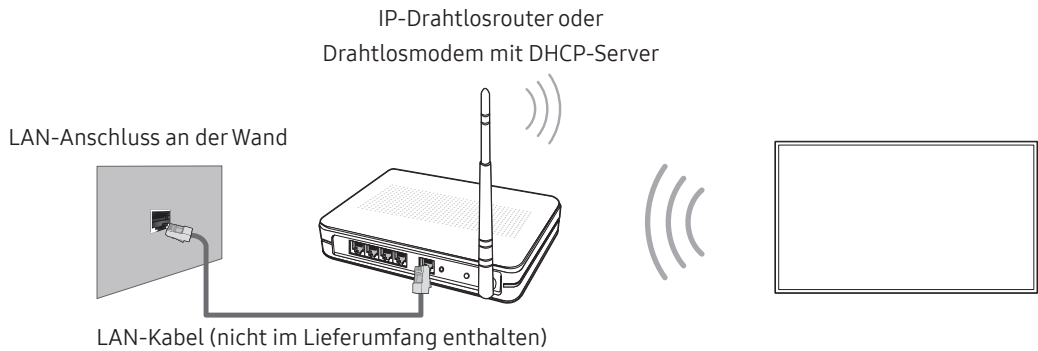 IP-Drahtlosrouter oder
Drahtlosmodem mit DHCP-Server
LAN-Anschluss an der Wand
LAN-Kabel (nicht im Lieferumfang enthalten)